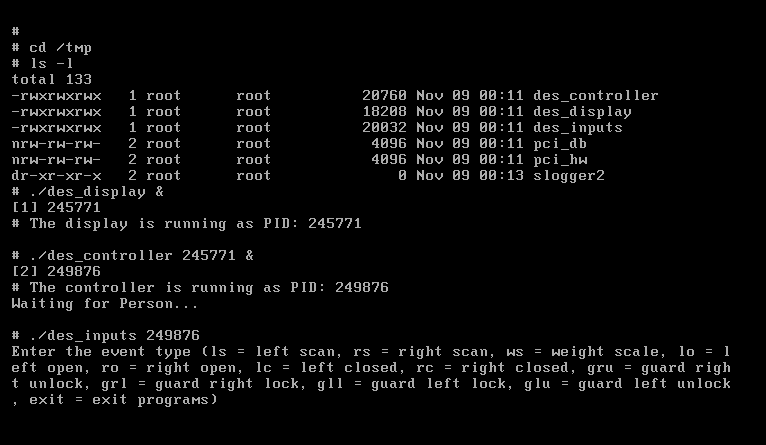 #
# cd /tmp
# ls -l
total 133
-rwxrwxrwx   1 root      root          20760 Nov 09 00:11 des_controller
-rwxrwxrwx   1 root      root          18208 Nov 09 00:11 des_display
-rwxrwxrwx   1 root      root          20032 Nov 09 00:11 des_inputs
nrw-rw-rw-   2 root      root           4096 Nov 09 00:11 pci_db
nrw-rw-rw-   2 root      root           4096 Nov 09 00:11 pci_hw
dr-xr-xr-x   2 root      root              0 Nov 09 00:13 slogger2
# ./des_display &
[1] 245771
# The display is running as PID: 245771

# ./des_controller 245771 &
[2] 249876
# The controller is running as PID: 249876
Waiting for Person...

# ./des_inputs 249876
Enter the event type (ls = left scan, rs = right scan, ws = weight scale, lo = l
eft open, ro = right open, lc = left closed, rc = right closed, gru = guard righ
t unlock, grl = guard right lock, gll = guard left lock, glu = guard left unlock
, exit = exit programs)